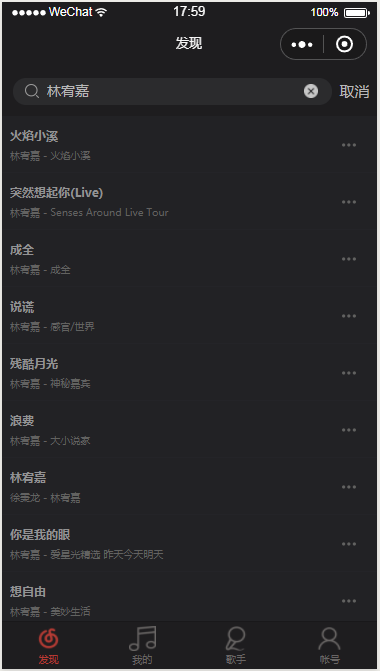 WeChat 17:59 100%
发现
林宥嘉 取消
火焰小溪
林宥嘉 - 火焰小溪
突然想起你(Live)
林宥嘉 - Senses Around Live Tour
成全
林宥嘉 - 成全
说谎
林宥嘉 - 感官/世界
残酷月光
林宥嘉 - 神秘嘉宾
浪费
林宥嘉 - 大小说家
林宥嘉
徐秉龙 - 林宥嘉
你是我的眼
林宥嘉 - 爱星光精选 昨天今天明天
想自由
林宥嘉 - 美妙生活
发现 我的 歌手 帐号